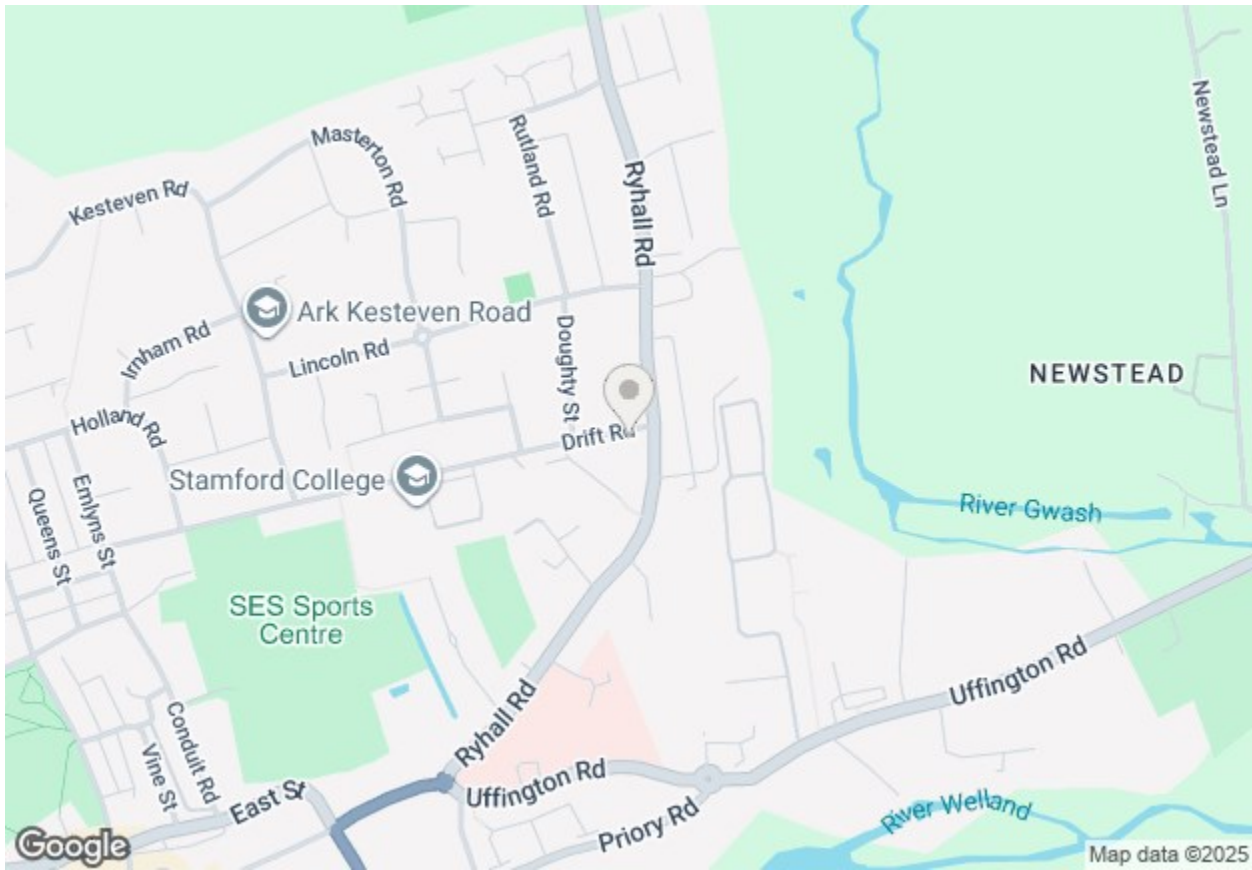 Masterton Rd
Rutland Rd
Ryhall Rd
Newstead Ln
Kesteven Rd
Ark Kesteven Road
Irnham Rd
Lincoln Rd
Doughty St
NEWSTEAD
Holland Rd
Drift Rd
Stamford College
Queens St
Emlyns St
River Gwash
SES Sports
Centre
Uffington Rd
Ryhall Rd
Conduit Rd
Vine St
East St
Uffington Rd
Priory Rd
River Welland
Google
Map data ©2025